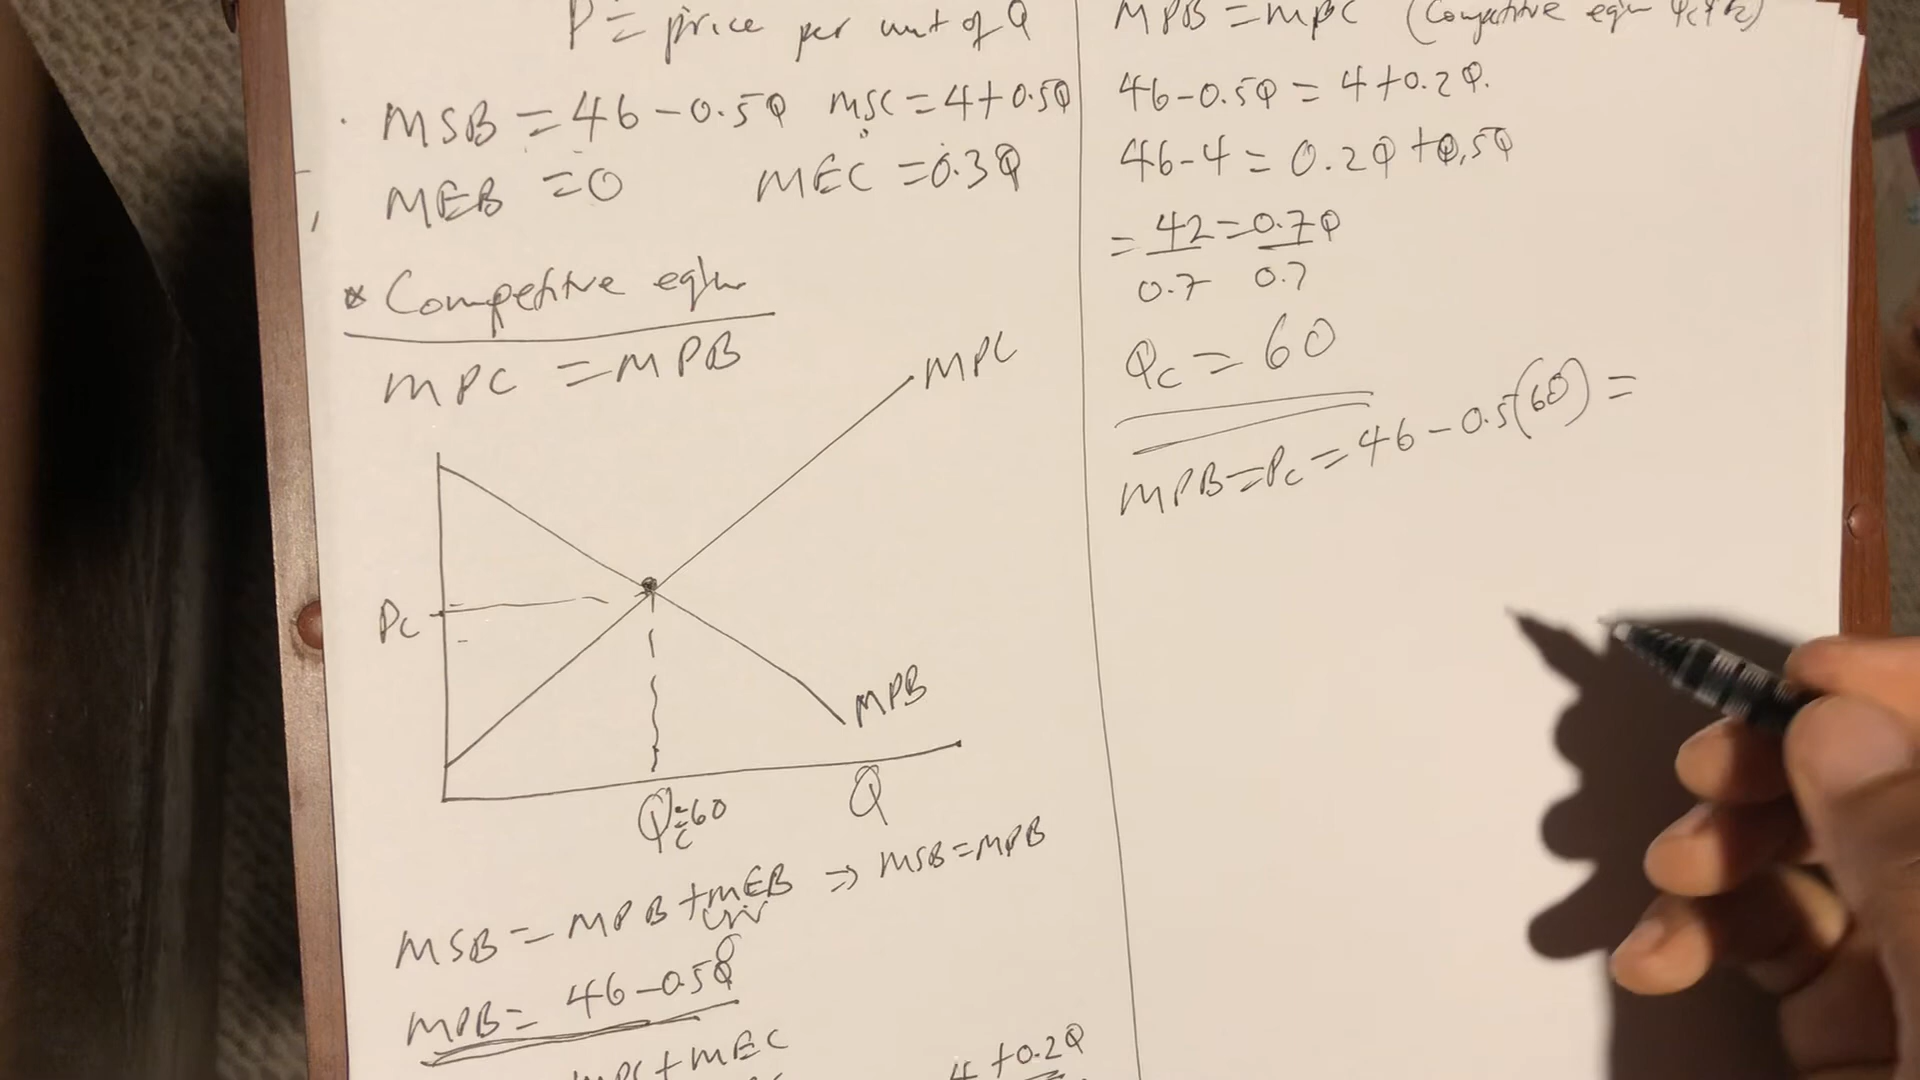 P = price per unit of Q
MSB = 46 - 0.5Q MSC = 4 + 0.5Q
MEB = 0 MEC = 0.3Q
* Competitive eqlm
MPC = MPB
MPC
Pc
MPB
Qc = 60
Q
MSB = MPB + MEB ⇒ MSB = MPB
0
MPB = 46 - 0.5Q
MPC + MEC
4 + 0.2Q
MPB = MPC (Competitive eqm
46 - 0.5Q = 4 + 0.2Q.
46 - 4 = 0.2Q + 0.5Q
= 42 = 0.7Q
0.7 0.7
Qc = 60
MPB = Pc = 46 - 0.5(60) =